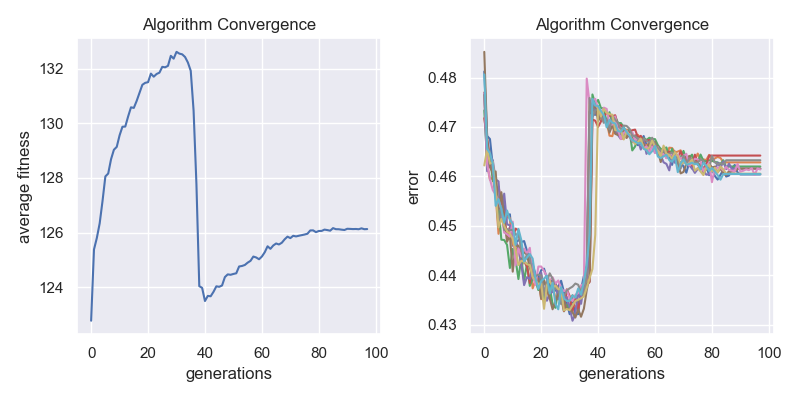 Algorithm Convergence
132
130
128
126
124
average fitness
0 20 40 60 80 100
generations
Algorithm Convergence
0.48
0.47
0.46
0.45
0.44
0.43
error
0 20 40 60 80 100
generations